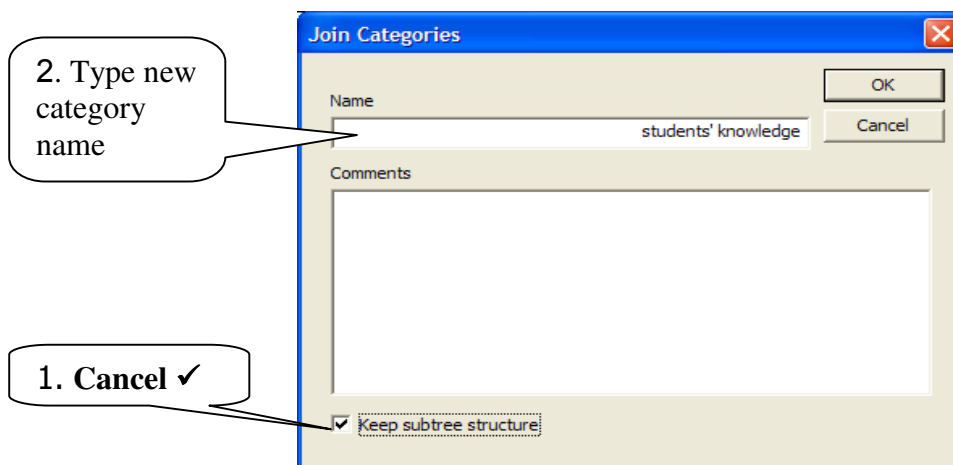 Join Categories
2. Type new
category
name
OK
Name
students' knowledge
Cancel
Comments
1. Cancel ✓
Keep subtree structure